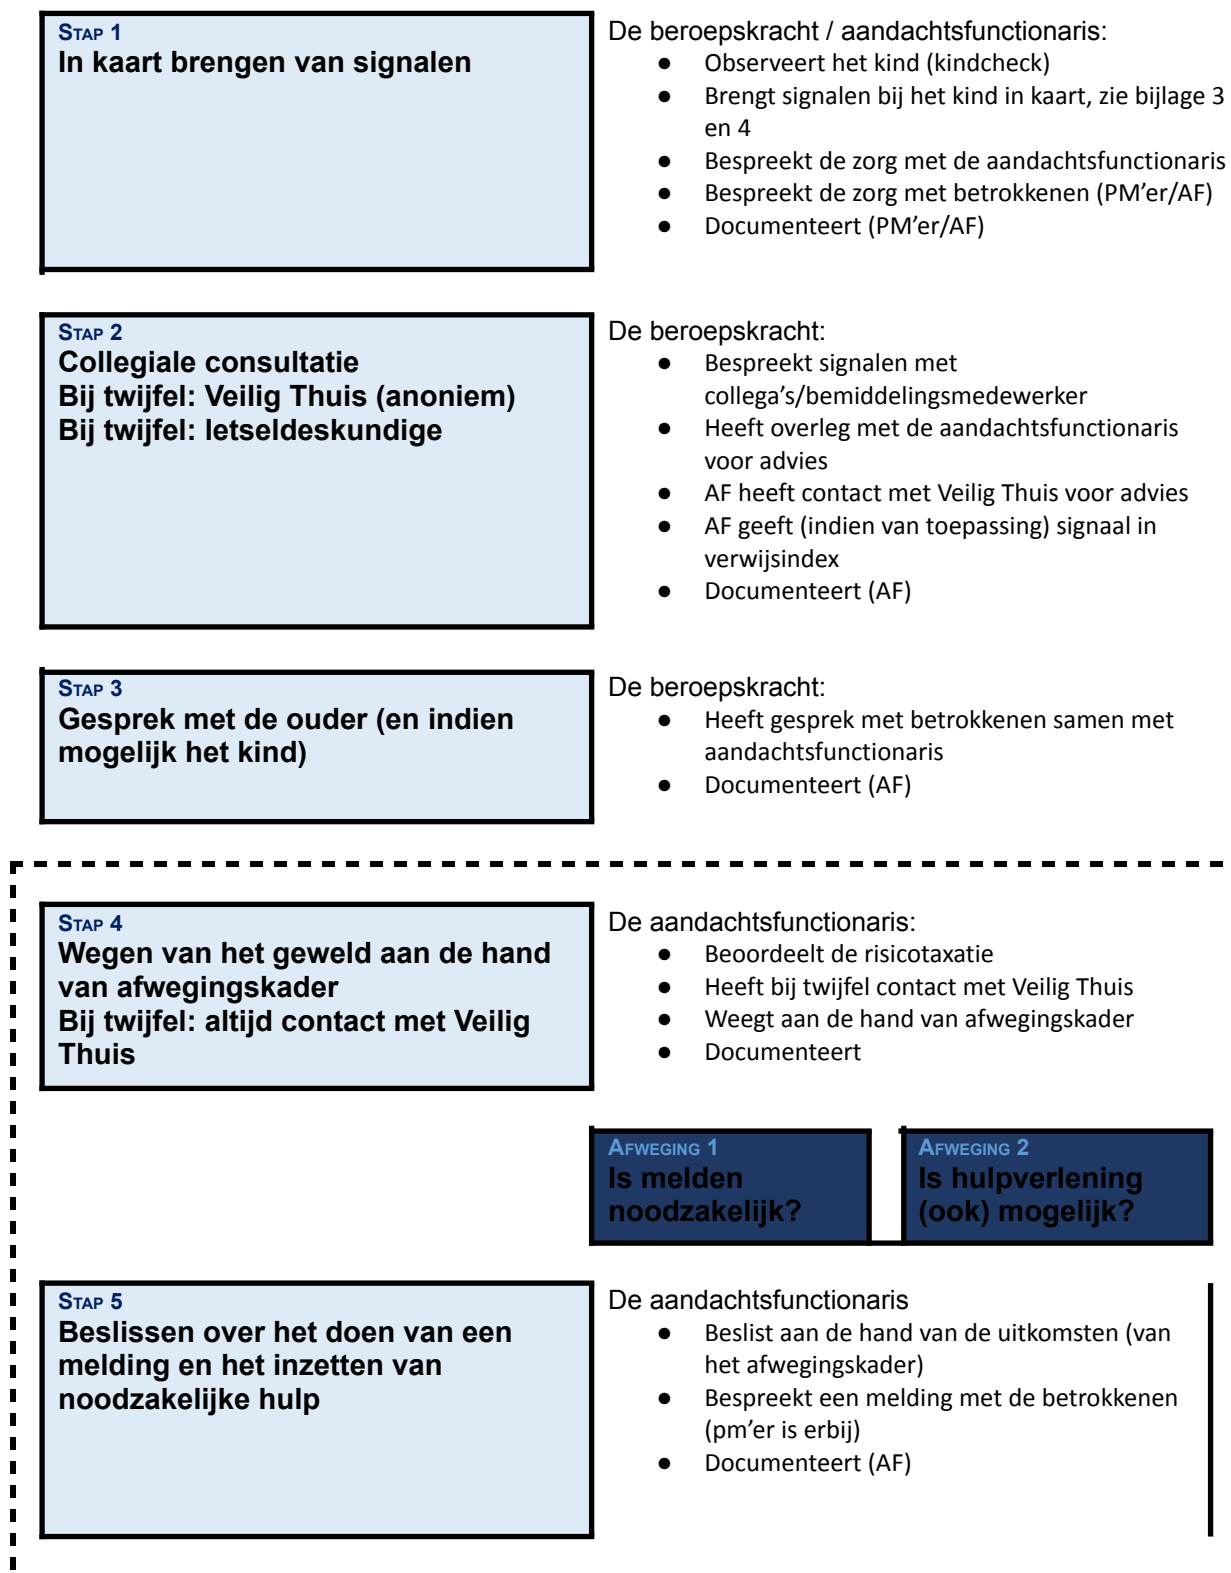 Stap 1
In kaart brengen van signalen
De beroepskracht / aandachtsfunctionaris:
● Observeert het kind (kindcheck)
● Brengt signalen bij het kind in kaart, zie bijlage 3
en 4
● Bespreekt de zorg met de aandachtsfunctionaris
● Bespreekt de zorg met betrokkenen (PM’er/AF)
● Documenteert (PM’er/AF)
Stap 2
Collegiale consultatie
Bij twijfel: Veilig Thuis (anoniem)
Bij twijfel: letseldeskundige
De beroepskracht:
● Bespreekt signalen met
collega’s/bemiddelingsmedewerker
● Heeft overleg met de aandachtsfunctionaris
voor advies
● AF heeft contact met Veilig Thuis voor advies
● AF geeft (indien van toepassing) signaal in
verwijsindex
● Documenteert (AF)
Stap 3
Gesprek met de ouder (en indien
mogelijk het kind)
De beroepskracht:
● Heeft gesprek met betrokkenen samen met
aandachtsfunctionaris
● Documenteert (AF)
Stap 4
Wegen van het geweld aan de hand
van afwegingskader
Bij twijfel: altijd contact met Veilig
Thuis
De aandachtsfunctionaris:
● Beoordeelt de risicotaxatie
● Heeft bij twijfel contact met Veilig Thuis
● Weegt aan de hand van afwegingskader
● Documenteert
Afweging 1
Is melden
noodzakelijk?
Afweging 2
Is hulpverlening
(ook) mogelijk?
Stap 5
Beslissen over het doen van een
melding en het inzetten van
noodzakelijke hulp
De aandachtsfunctionaris
● Beslist aan de hand van de uitkomsten (van
het afwegingskader)
● Bespreekt een melding met de betrokkenen
(pm’er is erbij)
● Documenteert (AF)